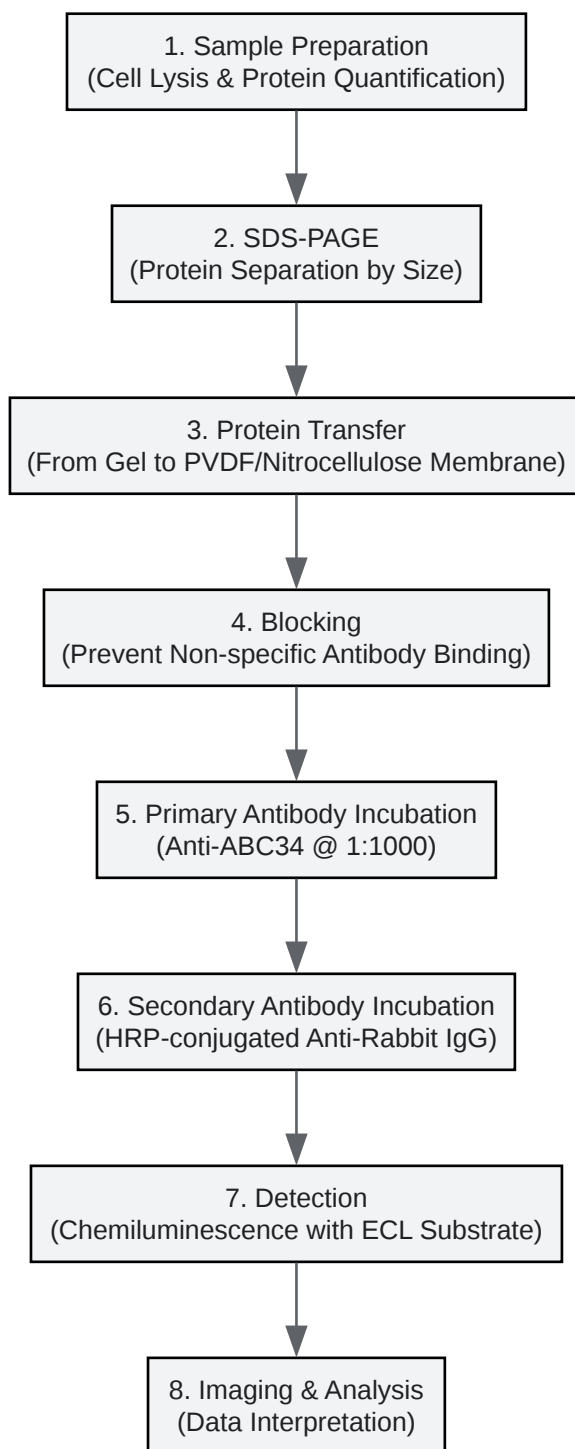 1. Sample Preparation
(Cell Lysis & Protein Quantification)
2. SDS-PAGE
(Protein Separation by Size)
3. Protein Transfer
(From Gel to PVDF/Nitrocellulose Membrane)
4. Blocking
(Prevent Non-specific Antibody Binding)
5. Primary Antibody Incubation
(Anti-ABC34 @ 1:1000)
6. Secondary Antibody Incubation
(HRP-conjugated Anti-Rabbit IgG)
7. Detection
(Chemiluminescence with ECL Substrate)
8. Imaging & Analysis
(Data Interpretation)